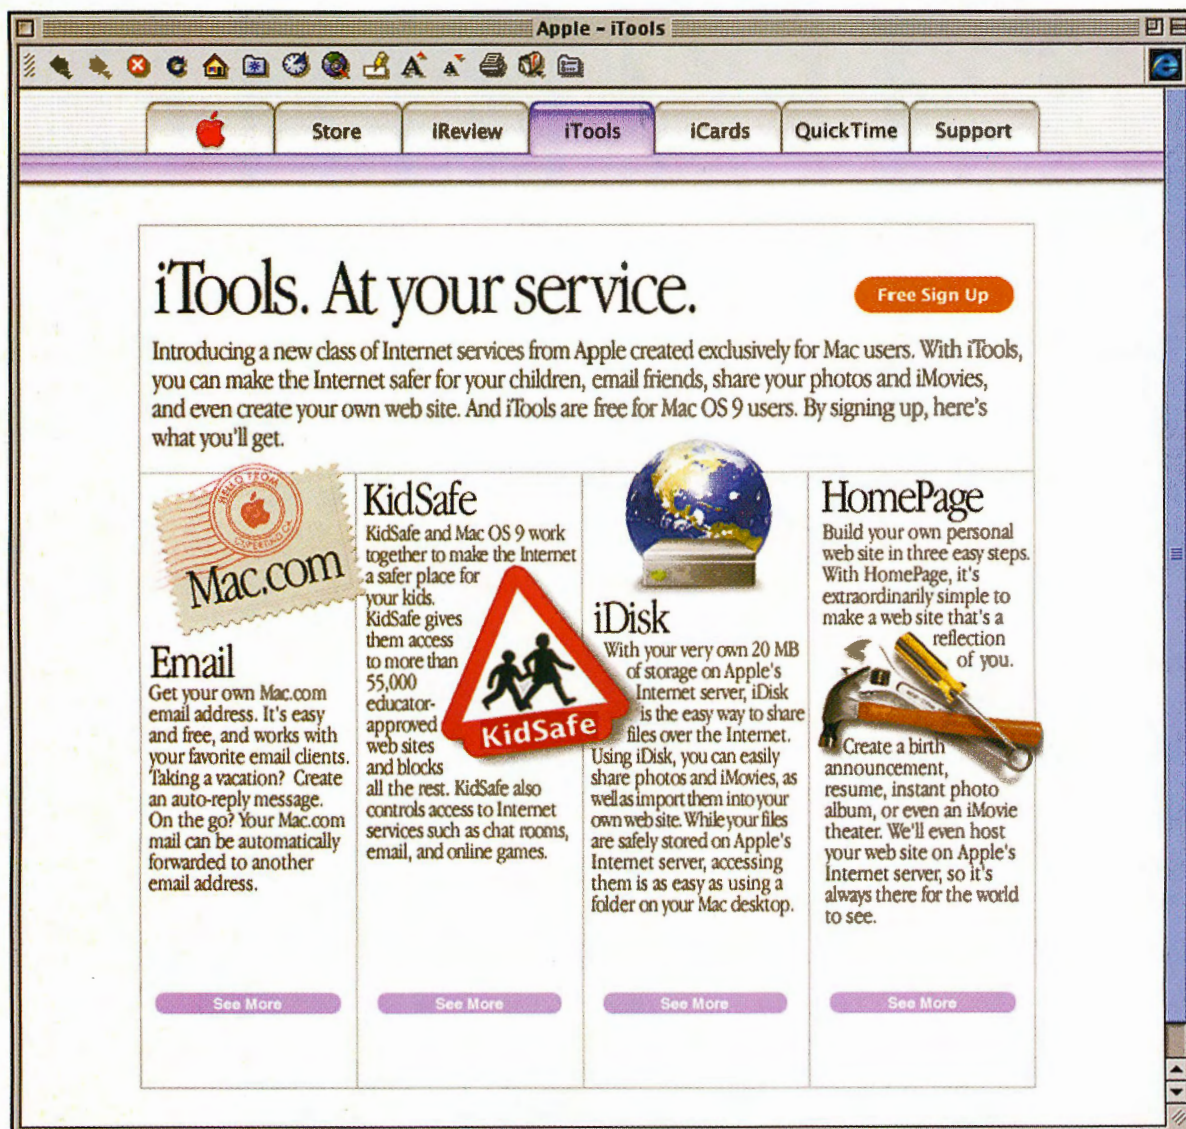 Apple - iTools
Store
iReview
iTools
iCards
QuickTime
Support
iTools. At your service.
Free Sign Up
Introducing a new class of Internet services from Apple created exclusively for Mac users. With iTools,
you can make the Internet safer for your children, email friends, share your photos and iMovies,
and even create your own web site. And iTools are free for Mac OS 9 users. By signing up, here's
what you'll get.
HELLO FROM
CUPERTINO CA
Mac.com
Email
Get your own Mac.com
email address. It's easy
and free, and works with
your favorite email clients.
Taking a vacation? Create
an auto-reply message.
On the go? Your Mac.com
mail can be automatically
forwarded to another
email address.
See More
KidSafe
KidSafe and Mac OS 9 work
together to make the Internet
a safer place for
your kids.
KidSafe gives
them access
to more than
55,000
educator-
approved
web sites
and blocks
all the rest. KidSafe also
controls access to Internet
services such as chat rooms,
email, and online games.
KidSafe
See More
iDisk
With your very own 20 MB
of storage on Apple's
Internet server, iDisk
is the easy way to share
files over the Internet.
Using iDisk, you can easily
share photos and iMovies, as
well as import them into your
own web site. While your files
are safely stored on Apple's
Internet server, accessing
them is as easy as using a
folder on your Mac desktop.
See More
HomePage
Build your own personal
web site in three easy steps.
With HomePage, it's
extraordinarily simple to
make a web site that's a
reflection
of you.
Create a birth
announcement,
resume, instant photo
album, or even an iMovie
theater. We'll even host
your web site on Apple's
Internet server, so it's
always there for the world
to see.
See More